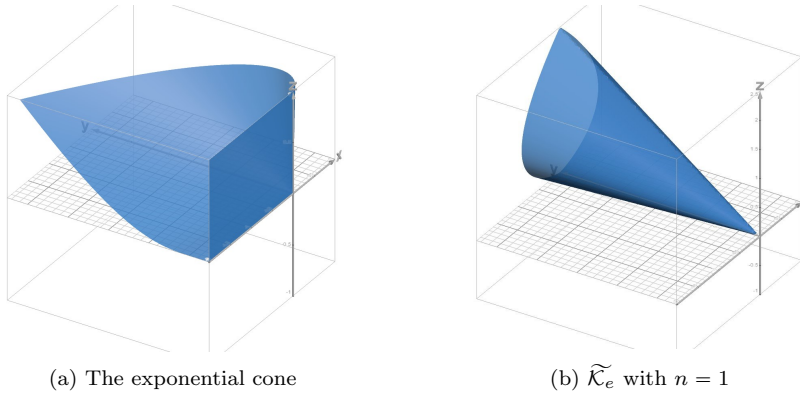 z
y
x
z
y
(a) The exponential cone
(b) $\widetilde{\mathcal{K}}_e$ with $n = 1$